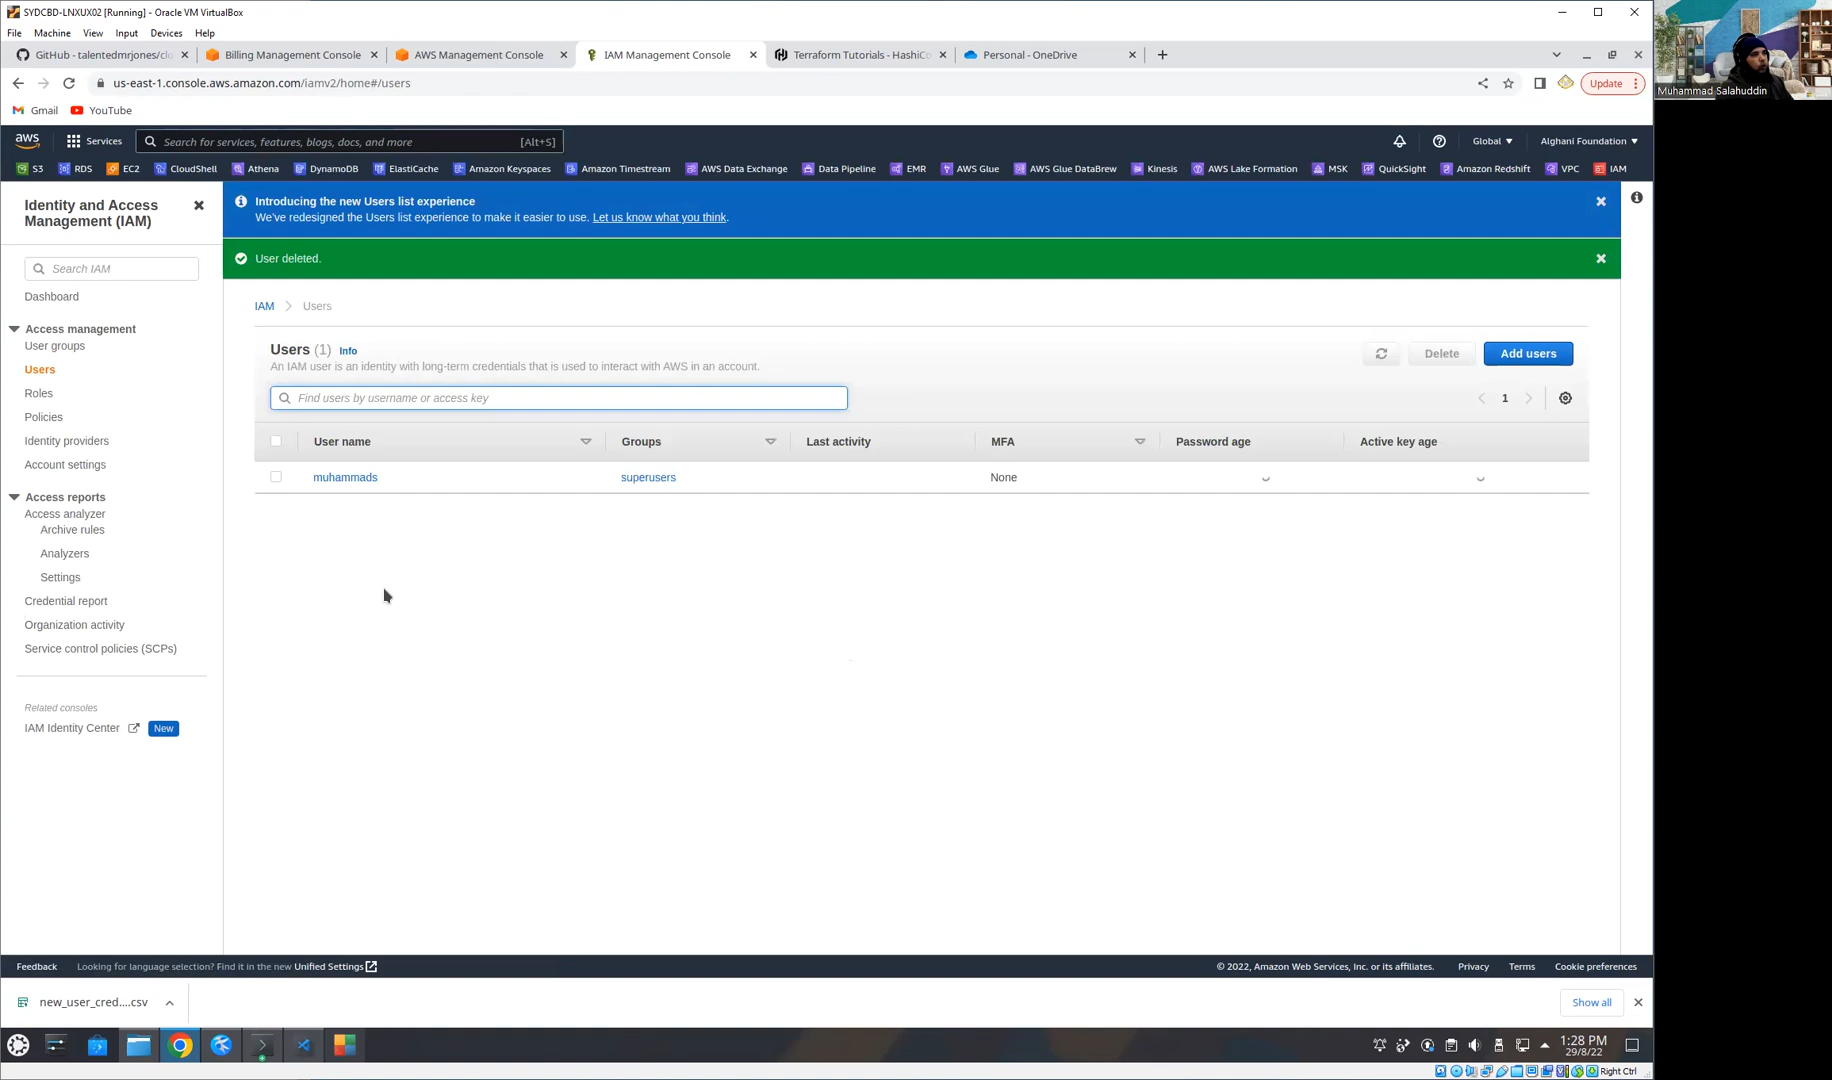 SYDCBD-LNXUX02 [Running] - Oracle VM VirtualBox
File Machine View Input Devices Help
GitHub - talentedmrjones/clo
Billing Management Console
AWS Management Console
IAM Management Console
Terraform Tutorials - HashiCo
Personal - OneDrive
us-east-1.console.aws.amazon.com/iamv2/home#/users
Update
Gmail YouTube
Muhammad Salahuddin
aws Services Search for services, features, blogs, docs, and more [Alt+S] Global Alghani Foundation
S3 RDS EC2 CloudShell Athena DynamoDB ElastiCache Amazon Keyspaces Amazon Timestream AWS Data Exchange Data Pipeline EMR AWS Glue AWS Glue DataBrew Kinesis AWS Lake Formation MSK QuickSight Amazon Redshift VPC IAM
Identity and Access
Management (IAM)
Search IAM
Dashboard
Access management
User groups
Users
Roles
Policies
Identity providers
Account settings
Access reports
Access analyzer
Archive rules
Analyzers
Settings
Credential report
Organization activity
Service control policies (SCPs)
Related consoles
IAM Identity Center New
Introducing the new Users list experience
We've redesigned the Users list experience to make it easier to use. Let us know what you think.
User deleted.
IAM Users
Users (1) Info
An IAM user is an identity with long-term credentials that is used to interact with AWS in an account.
Delete Add users
Find users by username or access key
1
User name Groups Last activity MFA Password age Active key age
muhammads superusers None
Feedback Looking for language selection? Find it in the new Unified Settings
© 2022, Amazon Web Services, Inc. or its affiliates. Privacy Terms Cookie preferences
new_user_cred....csv
Show all
1:28 PM
29/8/22
Right Ctrl